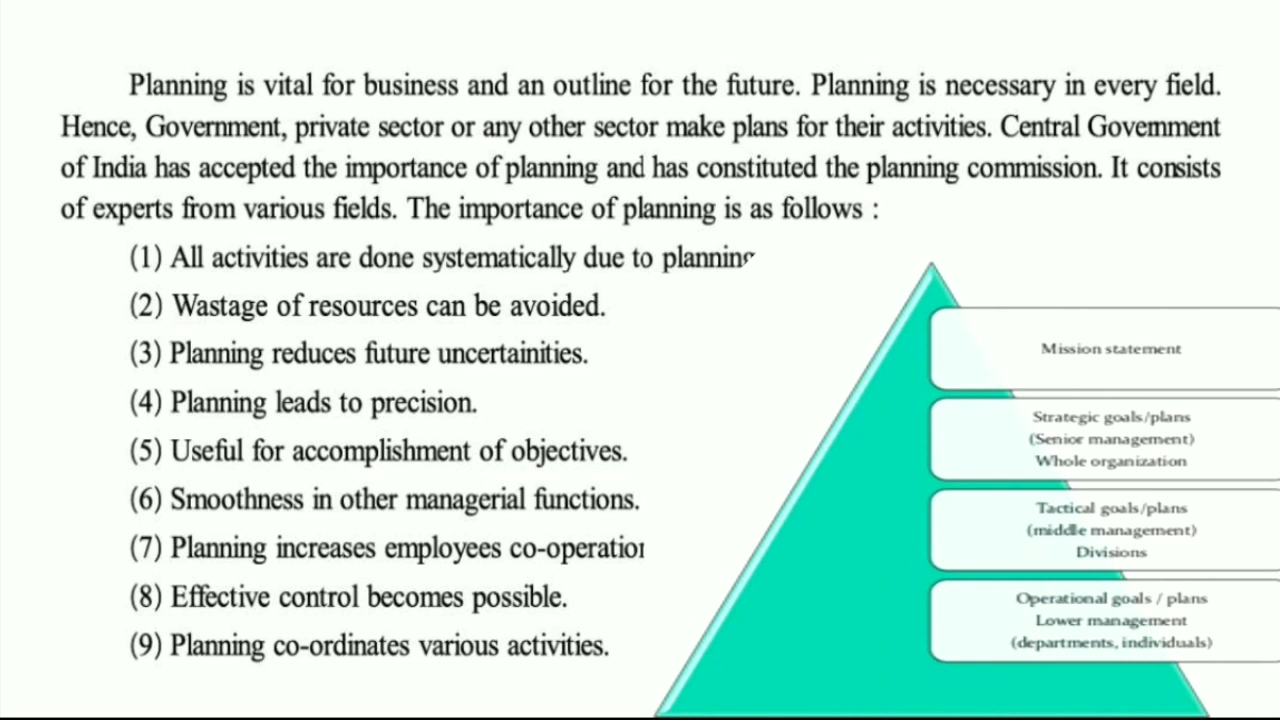 Planning is vital for business and an outline for the future. Planning is necessary in every field.
Hence, Government, private sector or any other sector make plans for their activities. Central Government
of India has accepted the importance of planning and has constituted the planning commission. It consists
of experts from various fields. The importance of planning is as follows :
(1) All activities are done systematically due to planning
(2) Wastage of resources can be avoided.
(3) Planning reduces future uncertainities.
(4) Planning leads to precision.
(5) Useful for accomplishment of objectives.
(6) Smoothness in other managerial functions.
(7) Planning increases employees co-operation
(8) Effective control becomes possible.
(9) Planning co-ordinates various activities.
Mission statement
Strategic goals/plans
(Senior management)
Whole organization
Tactical goals/plans
(middle management)
Divisions
Operational goals / plans
Lower management
(departments, individuals)